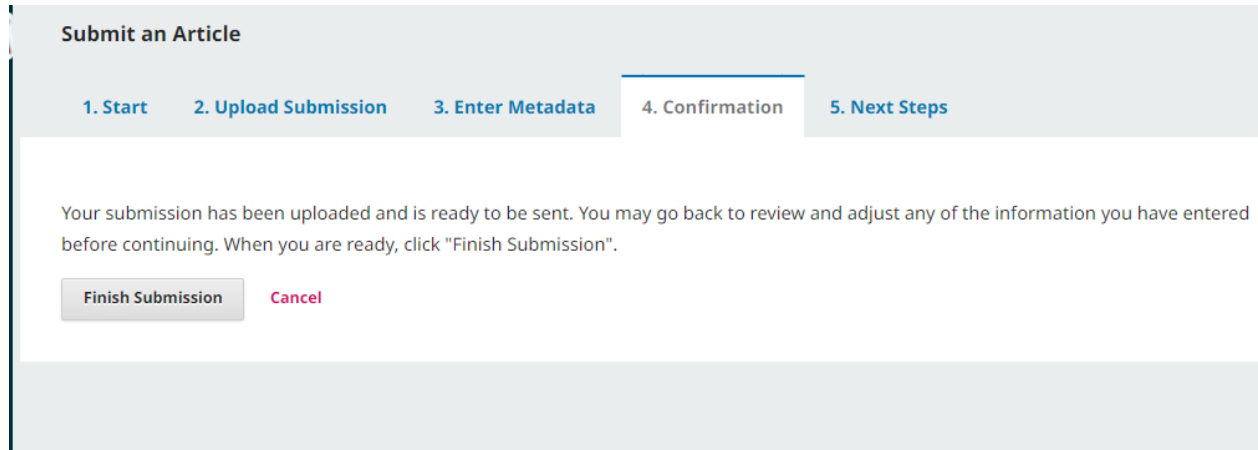 Submit an Article
1. Start 2. Upload Submission 3. Enter Metadata 4. Confirmation 5. Next Steps
Your submission has been uploaded and is ready to be sent. You may go back to review and adjust any of the information you have entered
before continuing. When you are ready, click "Finish Submission".
Finish Submission Cancel